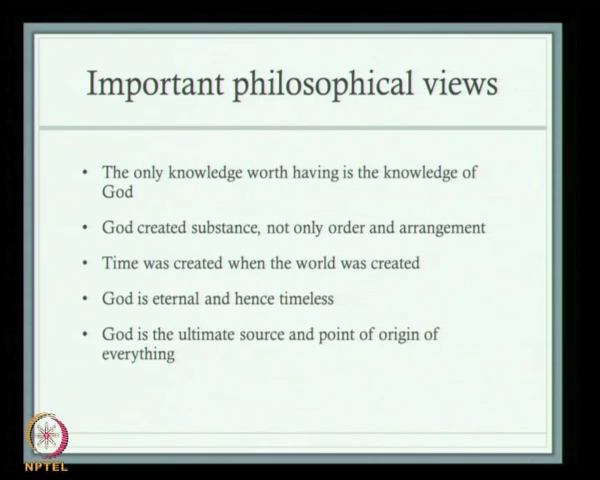 Important philosophical views
• The only knowledge worth having is the knowledge of
God
• God created substance, not only order and arrangement
• Time was created when the world was created
• God is eternal and hence timeless
• God is the ultimate source and point of origin of
everything
NPTEL